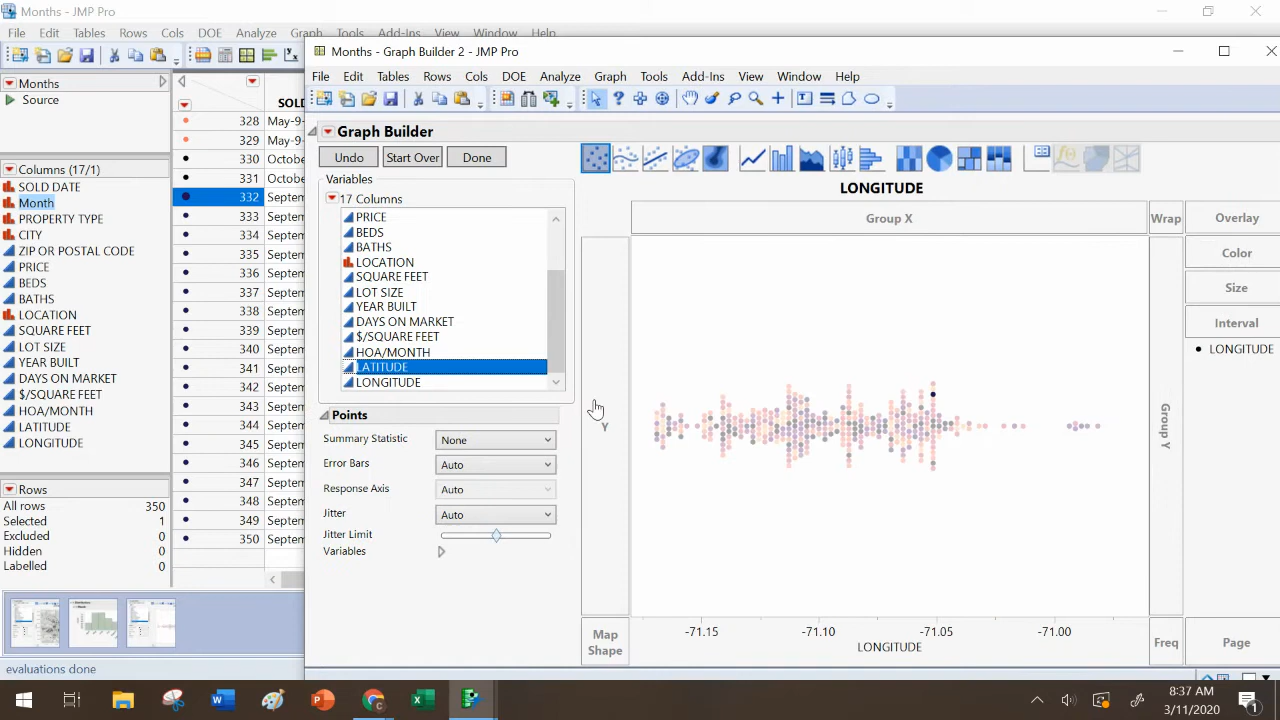 Months - JMP Pro
File Edit Tables Rows Cols DOE Analyze Graph Tools Add-Ins View Window Help
Months - Graph Builder 2 - JMP Pro
File Edit Tables Rows Cols DOE Analyze Graph Tools Add-Ins View Window Help
Months
Source
Columns (17/1)
SOLD DATE
Month
PROPERTY TYPE
CITY
ZIP OR POSTAL CODE
PRICE
BEDS
BATHS
LOCATION
SQUARE FEET
LOT SIZE
YEAR BUILT
DAYS ON MARKET
$/SQUARE FEET
HOA/MONTH
LATITUDE
LONGITUDE
Rows
All rows 350
Selected 1
Excluded 0
Hidden 0
Labelled 0
evaluations done
SOLD
328 May-9-
329 May-9-
330 Octobe
331 Octobe
332 Septem
333 Septem
334 Septem
335 Septem
336 Septem
337 Septem
338 Septem
339 Septem
340 Septem
341 Septem
342 Septem
343 Septem
344 Septem
345 Septem
346 Septem
347 Septem
348 Septem
349 Septem
350 Septem
Graph Builder
Undo Start Over Done
Variables
17 Columns
PRICE
BEDS
BATHS
LOCATION
SQUARE FEET
LOT SIZE
YEAR BUILT
DAYS ON MARKET
$/SQUARE FEET
HOA/MONTH
LATITUDE
LONGITUDE
Points
Summary Statistic None
Error Bars Auto
Response Axis Auto
Jitter Auto
Jitter Limit
Variables
LONGITUDE
Group X
Wrap
Overlay
Color
Size
Interval
LONGITUDE
Y
Group Y
-71.15 -71.10 -71.05 -71.00
LONGITUDE
Map
Shape
Freq
Page
8:37 AM
3/11/2020